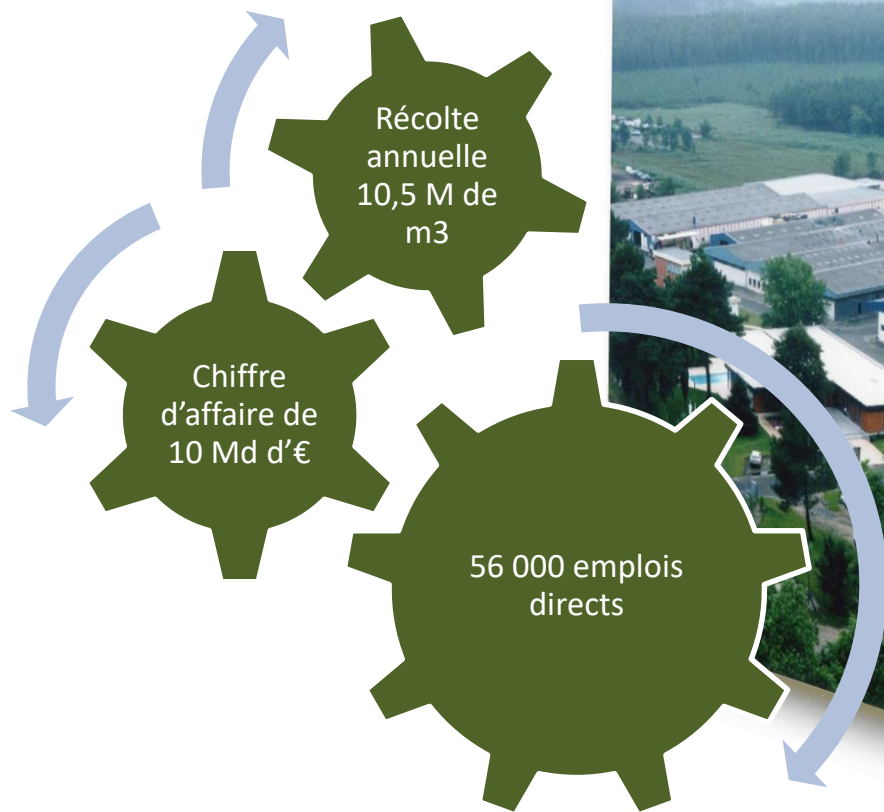 Récolte
annuelle
10,5 M de
m3
Chiffre
d’affaire de
10 Md d’€
56 000 emplois
directs